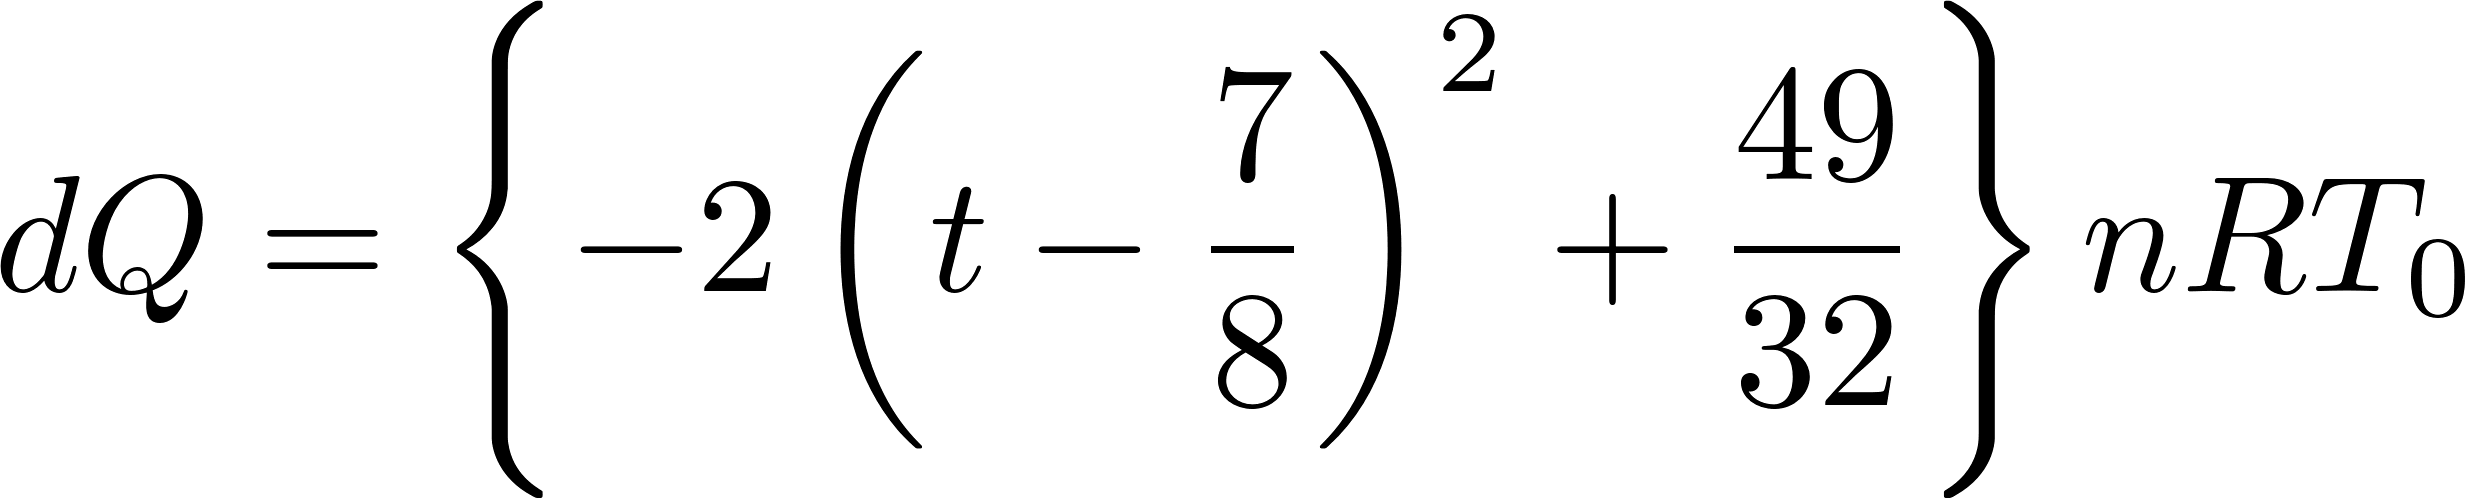 $dQ = \left\{ -2 \left( t - \frac{7}{8} \right)^2 + \frac{49}{32} \right\} nRT_0$